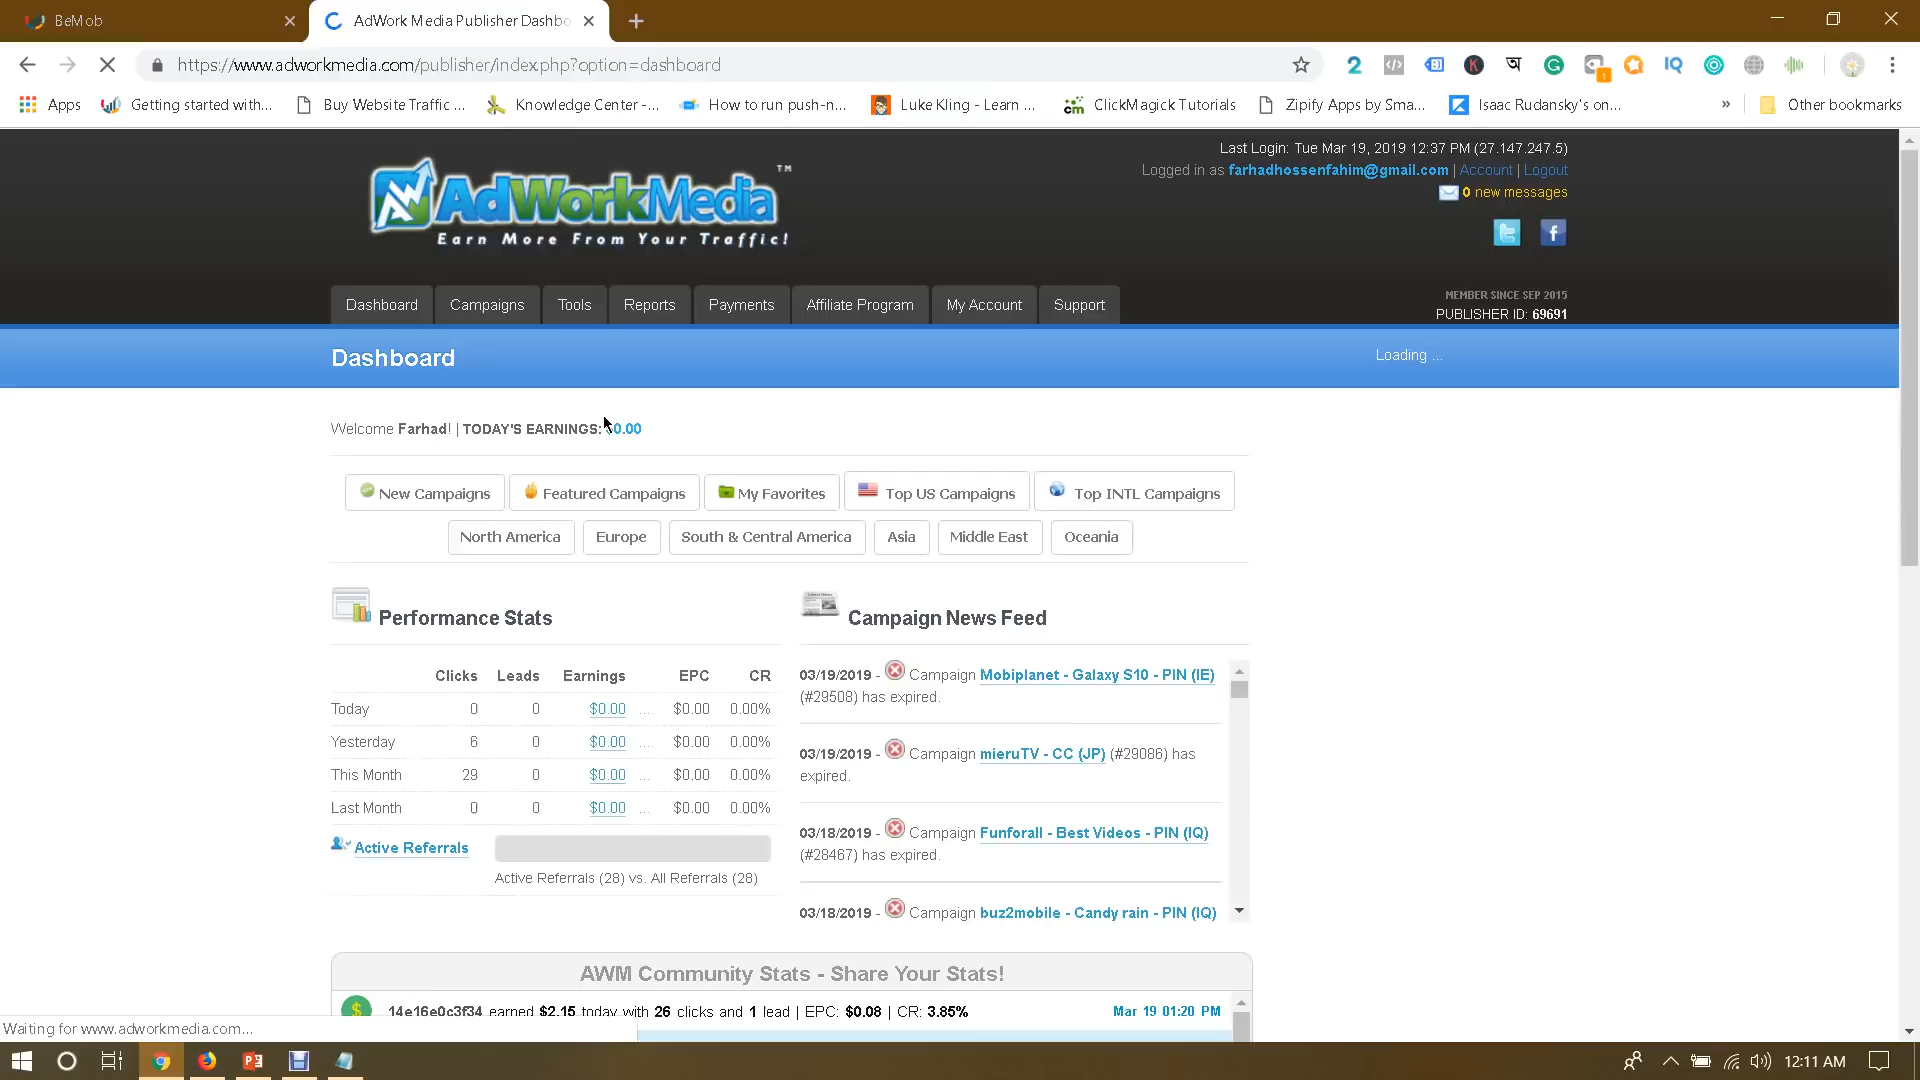 BeMob
AdWork Media Publisher Dashbo
https://www.adworkmedia.com/publisher/index.php?option=dashboard
Apps
Getting started with...
Buy Website Traffic ...
Knowledge Center -...
How to run push-n...
Luke Kling - Learn ...
ClickMagick Tutorials
Zipify Apps by Sma...
Isaac Rudansky's on...
»
Other bookmarks
Last Login: Tue Mar 19, 2019 12:37 PM (27.147.247.5)
Logged in as farhadhossenfahim@gmail.com | Account | Logout
0 new messages
AdWorkMedia™
Earn More From Your Traffic!
Dashboard
Campaigns
Tools
Reports
Payments
Affiliate Program
My Account
Support
MEMBER SINCE SEP 2015
PUBLISHER ID: 69691
Dashboard
Loading ...
Welcome Farhad! | TODAY'S EARNINGS: $0.00
New Campaigns
Featured Campaigns
My Favorites
Top US Campaigns
Top INTL Campaigns
North America
Europe
South & Central America
Asia
Middle East
Oceania
Performance Stats
Clicks Leads Earnings EPC CR
Today 0 0 $0.00 ... $0.00 0.00%
Yesterday 6 0 $0.00 ... $0.00 0.00%
This Month 29 0 $0.00 ... $0.00 0.00%
Last Month 0 0 $0.00 ... $0.00 0.00%
Active Referrals
Active Referrals (28) vs. All Referrals (28)
Campaign News Feed
03/19/2019 - Campaign Mobiplanet - Galaxy S10 - PIN (IE)
(#29508) has expired.
03/19/2019 - Campaign mieruTV - CC (JP) (#29086) has
expired.
03/18/2019 - Campaign Funforall - Best Videos - PIN (IQ)
(#28467) has expired.
03/18/2019 - Campaign buz2mobile - Candy rain - PIN (IQ)
AWM Community Stats - Share Your Stats!
14e16e0c3f34 earned $2.15 today with 26 clicks and 1 lead | EPC: $0.08 | CR: 3.85%
Mar 19 01:20 PM
Waiting for www.adworkmedia.com...
12:11 AM